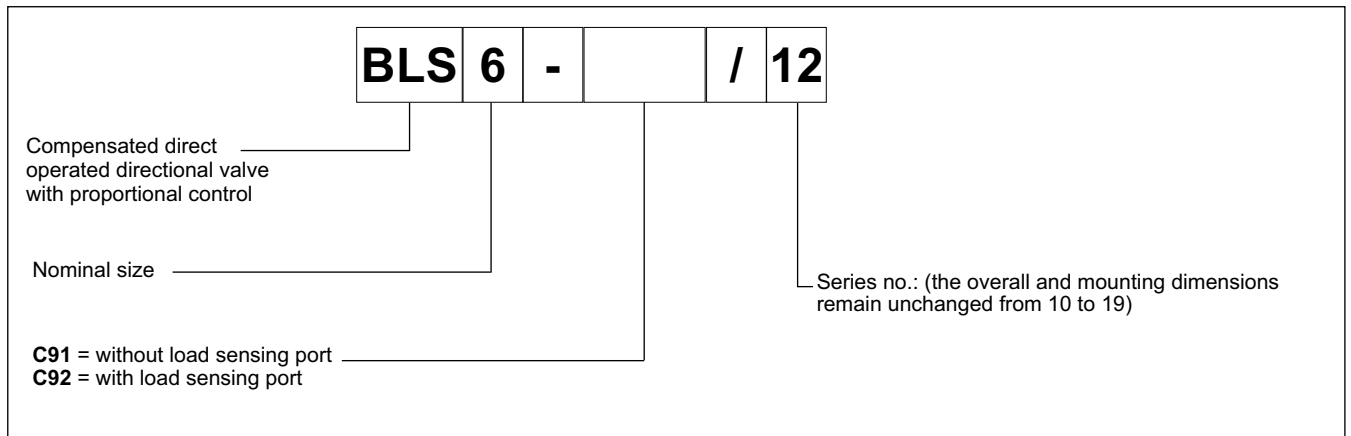 BLS 6 - / 12
Compensated direct
operated directional valve
with proportional control
Nominal size
Series no.: (the overall and mounting dimensions
remain unchanged from 10 to 19)
C91 = without load sensing port
C92 = with load sensing port